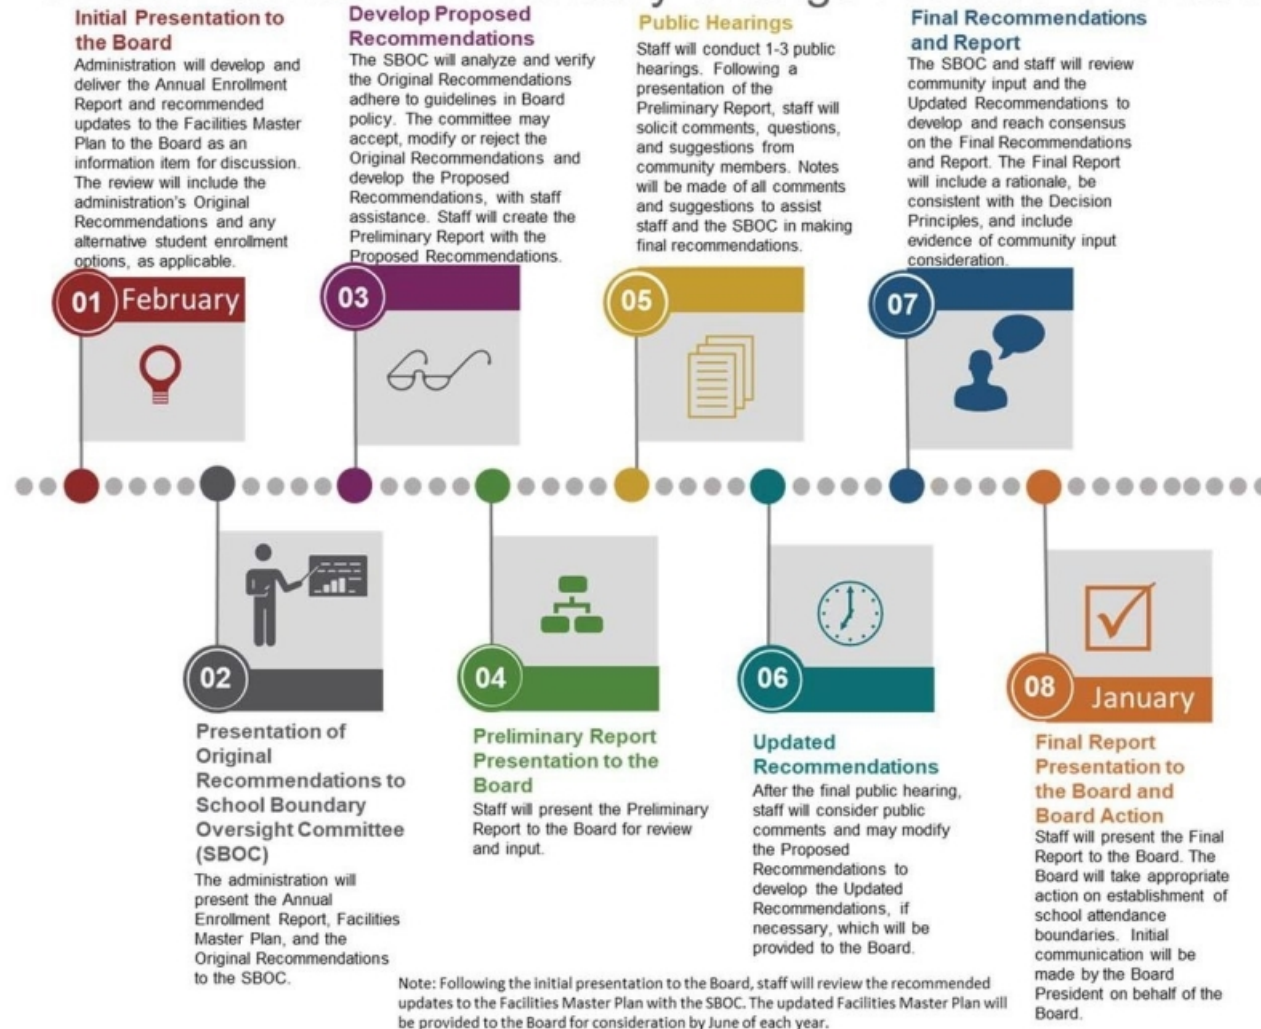 Initial Presentation to
the Board
Administration will develop and
deliver the Annual Enrollment
Report and recommended
updates to the Facilities Master
Plan to the Board as an
information item for discussion.
The review will include the
administration's Original
Recommendations and any
alternative student enrollment
options, as applicable.
01 February
Develop Proposed
Recommendations
The SBOC will analyze and verify
the Original Recommendations
adhere to guidelines in Board
policy. The committee may
accept, modify or reject the
Original Recommendations and
develop the Proposed
Recommendations, with staff
assistance. Staff will create the
Preliminary Report with the
Proposed Recommendations.
03
Public Hearings
Staff will conduct 1-3 public
hearings. Following a
presentation of the
Preliminary Report, staff will
solicit comments, questions,
and suggestions from
community members. Notes
will be made of all comments
and suggestions to assist
staff and the SBOC in making
final recommendations.
05
Final Recommendations
and Report
The SBOC and staff will review
community input and the
Updated Recommendations to
develop and reach consensus
on the Final Recommendations
and Report. The Final Report
will include a rationale, be
consistent with the Decision
Principles, and include
evidence of community input
consideration.
07
02
Presentation of
Original
Recommendations to
School Boundary
Oversight Committee
(SBOC)
The administration will
present the Annual
Enrollment Report, Facilities
Master Plan, and the
Original Recommendations
to the SBOC.
04
Preliminary Report
Presentation to the
Board
Staff will present the Preliminary
Report to the Board for review
and input.
06
Updated
Recommendations
After the final public hearing,
staff will consider public
comments and may modify
the Proposed
Recommendations to
develop the Updated
Recommendations, if
necessary, which will be
provided to the Board.
08 January
Final Report
Presentation to
the Board and
Board Action
Staff will present the Final
Report to the Board. The
Board will take appropriate
action on establishment of
school attendance
boundaries. Initial
communication will be
made by the Board
President on behalf of the
Board.
Note: Following the initial presentation to the Board, staff will review the recommended
updates to the Facilities Master Plan with the SBOC. The updated Facilities Master Plan will
be provided to the Board for consideration by June of each year.